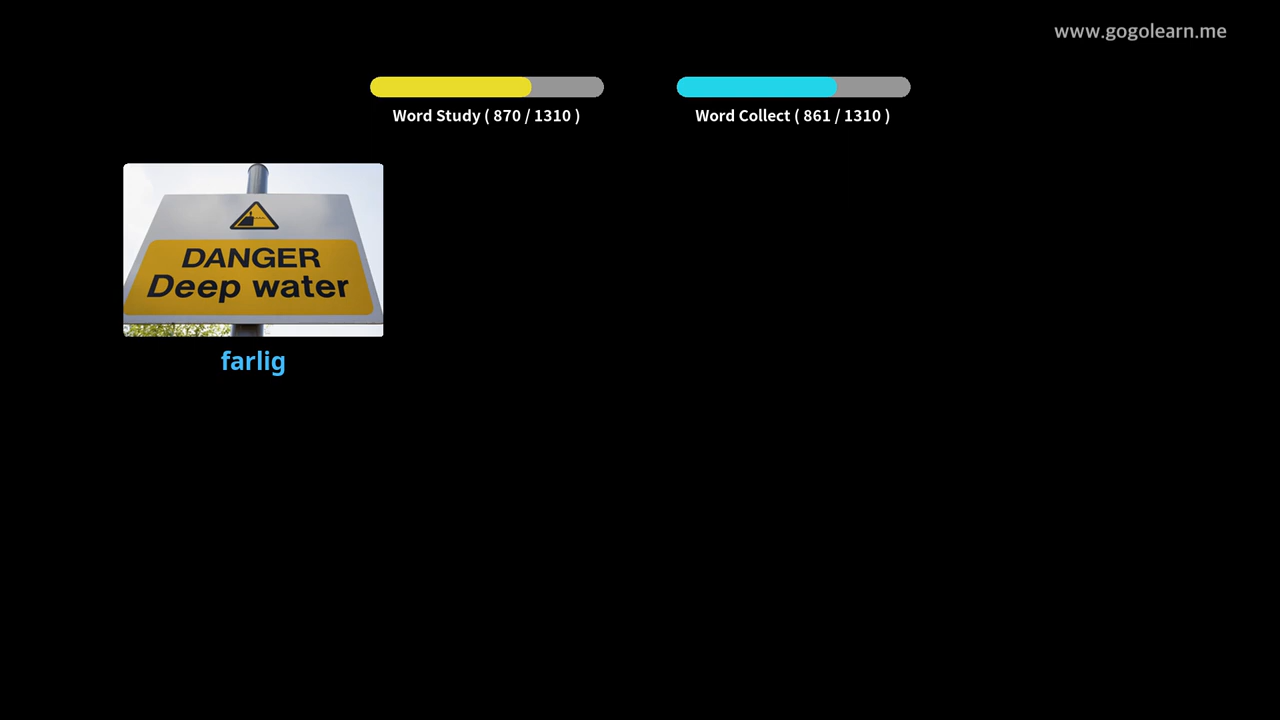 www.gogolearn.me
Word Study ( 870 / 1310 )
Word Collect ( 861 / 1310 )
DANGER
Deep water
farlig